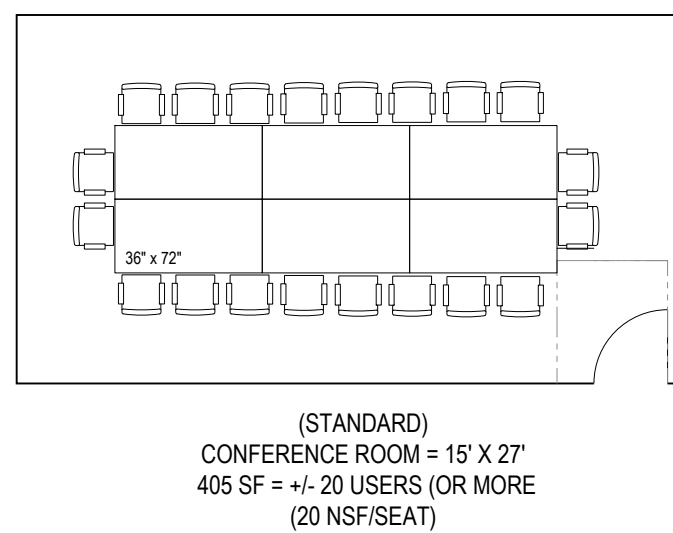 36" x 72"
(STANDARD)
CONFERENCE ROOM = 15' X 27'
405 SF = +/- 20 USERS (OR MORE
(20 NSF/SEAT)